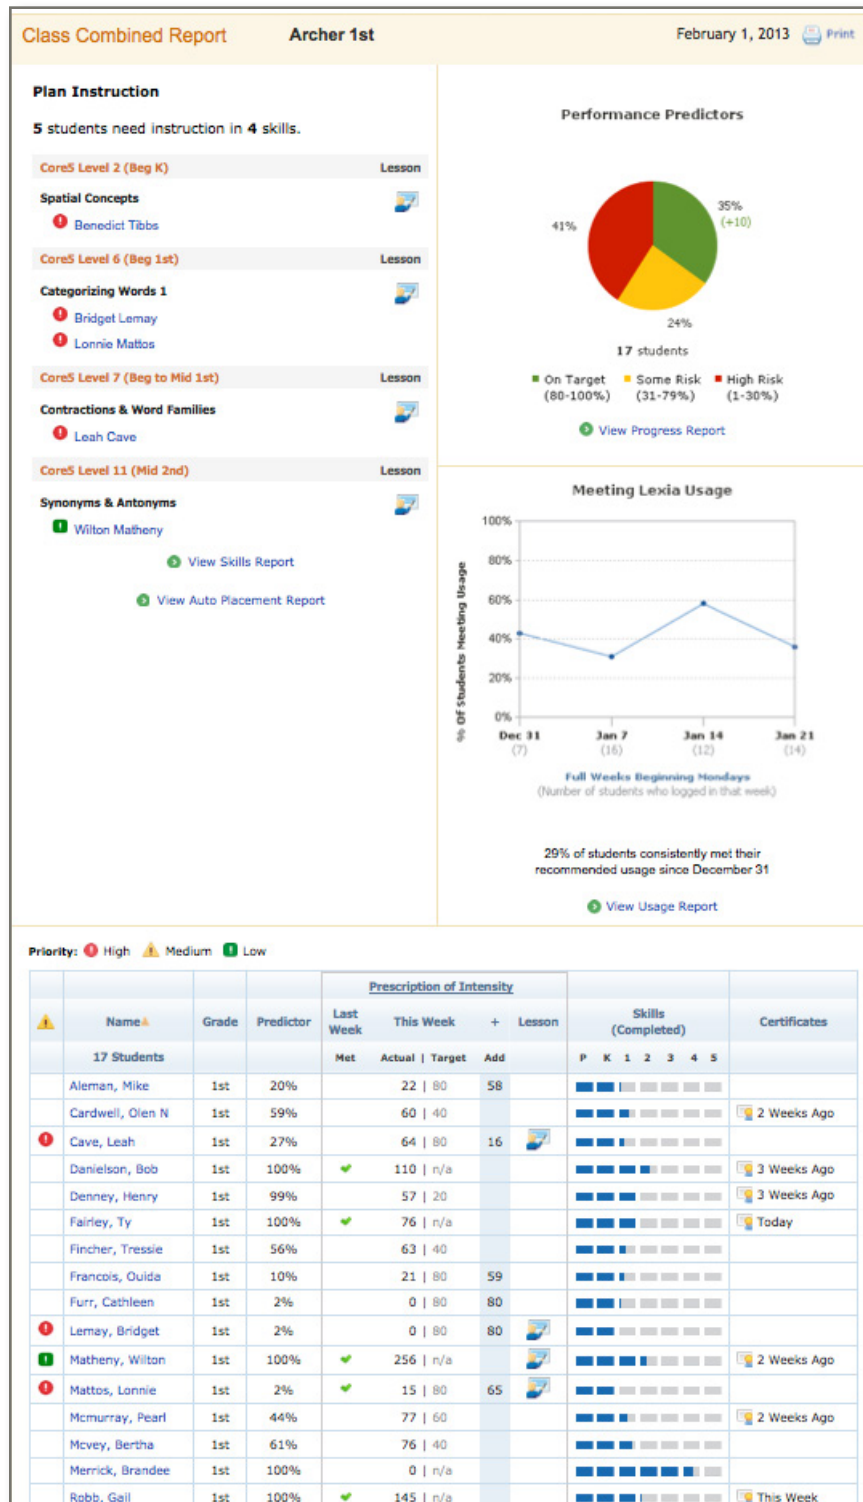 Class Combined Report Archer 1st February 1, 2013 Print
Plan Instruction
5 students need instruction in 4 skills.
Core5 Level 2 (Beg K) Lesson
Spatial Concepts
Benedict Tibbs
Core5 Level 6 (Beg 1st) Lesson
Categorizing Words 1
Bridget Lemay
Lonnie Mattos
Core5 Level 7 (Beg to Mid 1st) Lesson
Contractions & Word Families
Leah Cave
Core5 Level 11 (Mid 2nd) Lesson
Synonyms & Antonyms
Wilton Matheny
View Skills Report
View Auto Placement Report
Performance Predictors
35%
(+10)
41%
24%
17 students
On Target Some Risk High Risk
(80-100%) (31-79%) (1-30%)
View Progress Report
Meeting Lexia Usage
% Of Students Meeting Usage
100%
80%
60%
40%
20%
0%
Dec 31 Jan 7 Jan 14 Jan 21
(7) (16) (12) (14)
Full Weeks Beginning Mondays
(Number of students who logged in that week)
29% of students consistently met their
recommended usage since December 31
View Usage Report
Priority: High Medium Low
Prescription of Intensity
Name Grade Predictor Last Week This Week + Lesson Skills (Completed) Certificates
17 Students Met Actual | Target Add P K 1 2 3 4 5
Aleman, Mike 1st 20% 22 | 80 58
Cardwell, Olen N 1st 59% 60 | 40 2 Weeks Ago
Cave, Leah 1st 27% 64 | 80 16
Danielson, Bob 1st 100% 110 | n/a 3 Weeks Ago
Denney, Henry 1st 99% 57 | 20 3 Weeks Ago
Fairley, Ty 1st 100% 76 | n/a Today
Fincher, Tressie 1st 56% 63 | 40
Francois, Ouida 1st 10% 21 | 80 59
Furr, Cathleen 1st 2% 0 | 80 80
Lemay, Bridget 1st 2% 0 | 80 80
Matheny, Wilton 1st 100% 256 | n/a 2 Weeks Ago
Mattos, Lonnie 1st 2% 15 | 80 65
Mcmurray, Pearl 1st 44% 77 | 60 2 Weeks Ago
Mcvey, Bertha 1st 61% 76 | 40
Merrick, Brandee 1st 100% 0 | n/a
Robb, Gail 1st 100% 145 | n/a This Week